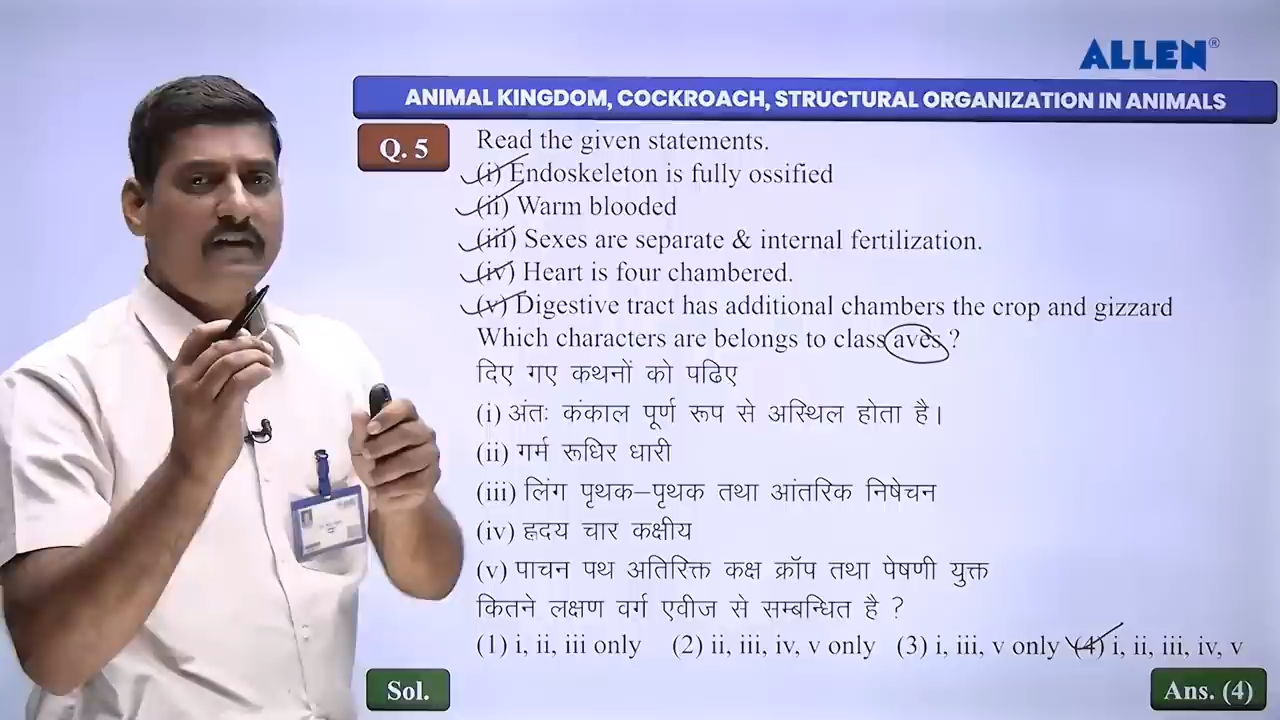 ALLEN®
ANIMAL KINGDOM, COCKROACH, STRUCTURAL ORGANIZATION IN ANIMALS
Q. 5
Read the given statements.
(i) Endoskeleton is fully ossified
(ii) Warm blooded
(iii) Sexes are separate & internal fertilization.
(iv) Heart is four chambered.
(v) Digestive tract has additional chambers the crop and gizzard
Which characters are belongs to class aves ?
दिए गए कथनों को पढिए
(i) अंतः कंकाल पूर्ण रूप से अस्थिल होता है।
(ii) गर्म रूधिर धारी
(iii) लिंग पृथक–पृथक तथा आंतरिक निषेचन
(iv) हृदय चार कक्षीय
(v) पाचन पथ अतिरिक्त कक्ष क्रॉप तथा पेषणी युक्त
कितने लक्षण वर्ग एवीज से सम्बन्धित है ?
(1) i, ii, iii only (2) ii, iii, iv, v only (3) i, iii, v only (4) i, ii, iii, iv, v
Sol.
Ans. (4)